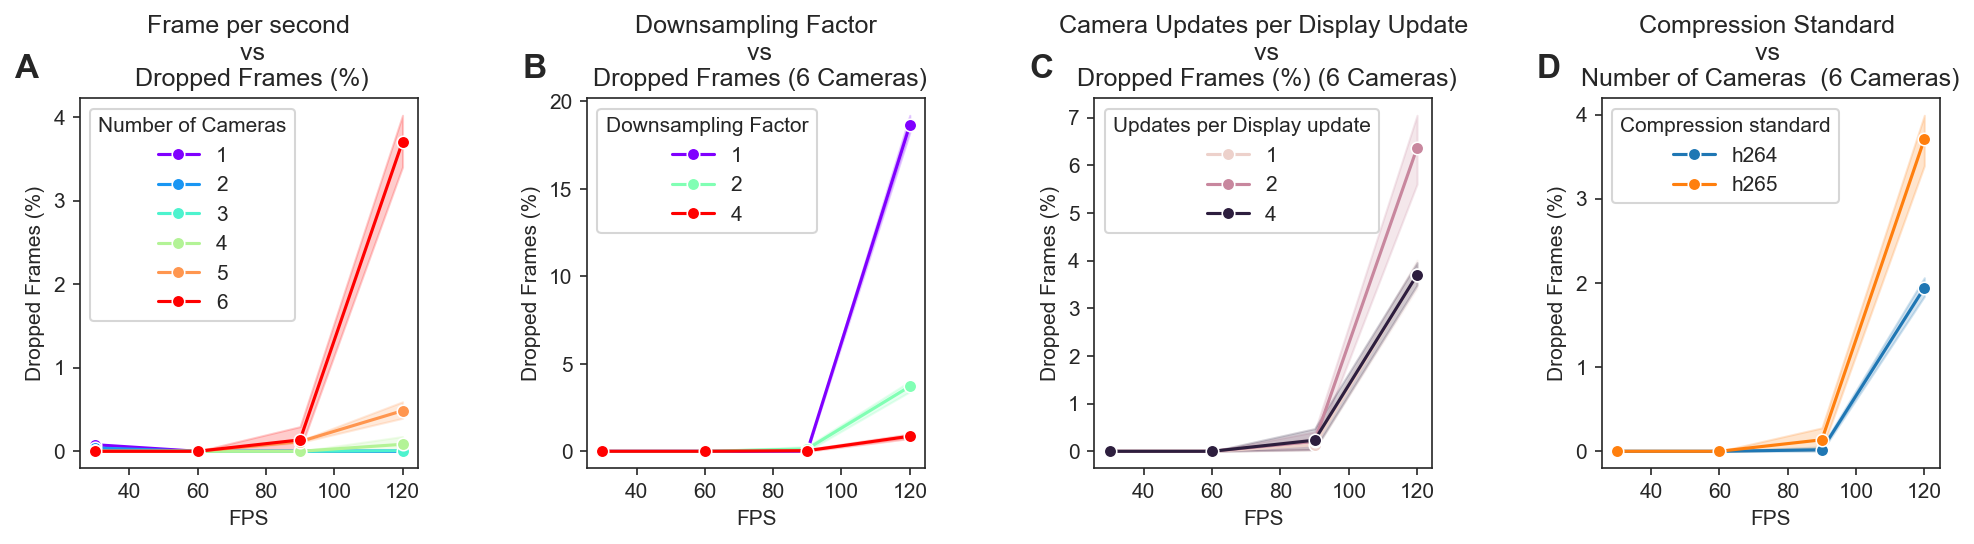 A
Frame per second
vs
Dropped Frames (%)
Number of Cameras
1
2
3
4
5
6
4
3
2
1
0
Dropped Frames (%)
40
60
80
100
120
FPS
B
Downsampling Factor
vs
Dropped Frames (6 Cameras)
Downsampling Factor
1
2
4
20
15
10
5
0
Dropped Frames (%)
40
60
80
100
120
FPS
C
Camera Updates per Display Update
vs
Dropped Frames (%) (6 Cameras)
Updates per Display update
1
2
4
7
6
5
4
3
2
1
0
Dropped Frames (%)
40
60
80
100
120
FPS
D
Compression Standard
vs
Number of Cameras  (6 Cameras)
Compression standard
h264
h265
4
3
2
1
0
Dropped Frames (%)
40
60
80
100
120
FPS